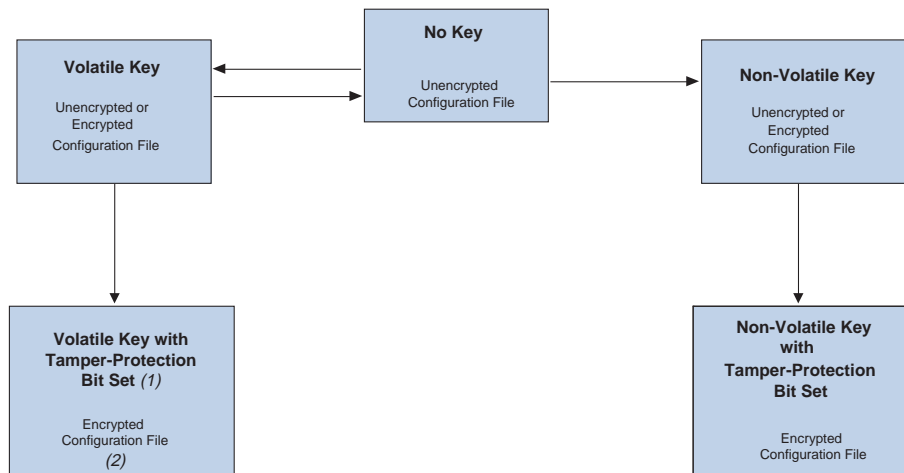 No Key
Unencrypted
Configuration File
Volatile Key
Unencrypted or
Encrypted
Configuration File
Non-Volatile Key
Unencrypted or
Encrypted
Configuration File
Volatile Key with
Tamper-Protection
Bit Set (1)
Encrypted
Configuration File
(2)
Non-Volatile Key
with
Tamper-Protection
Bit Set
Encrypted
Configuration File